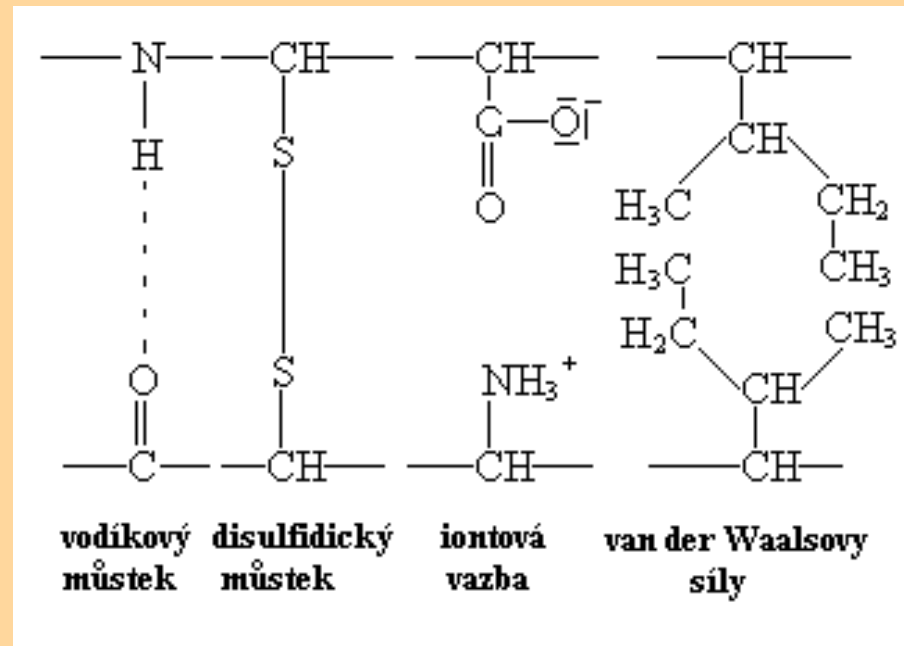 N CH CH CH
C O CH
H S
O H₃C CH₂
H₃C CH₃
H₂C CH₃
O S NH₃⁺ CH
C CH CH CH
vodíkový disulfidický iontová van der Waalsovy
můstek můstek vazba síly